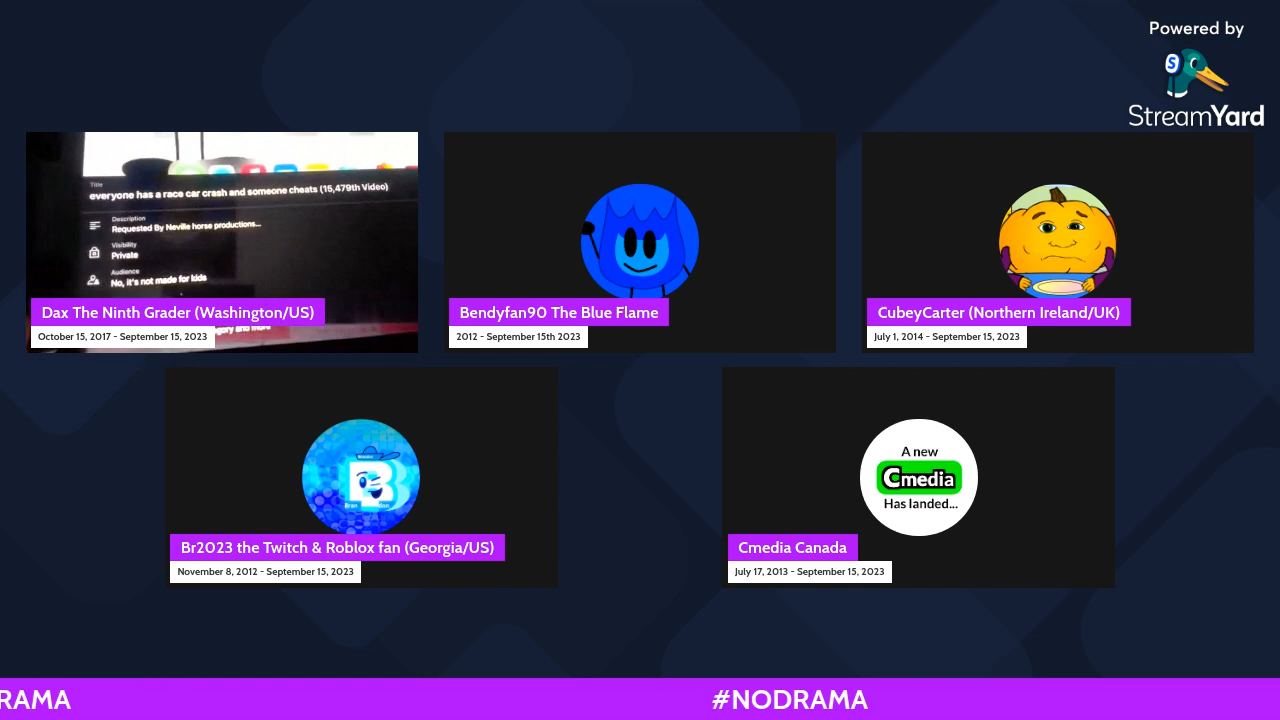 Powered by
StreamYard
Title
everyone has a race car crash and someone cheats (15,479th Video)
Description
Requested By Neville horse productions...
Visibility
Private
Audience
No, it's not made for kids
Dax The Ninth Grader (Washington/US)
October 15, 2017 - September 15, 2023
Bendyfan90 The Blue Flame
2012 - September 15th 2023
CubeyCarter (Northern Ireland/UK)
July 1, 2014 - September 15, 2023
B
Bran
Br2023 the Twitch & Roblox fan (Georgia/US)
November 8, 2012 - September 15, 2023
A new
Cmedia
Has landed...
Cmedia Canada
July 17, 2013 - September 15, 2023
RAMA
#NODRAMA